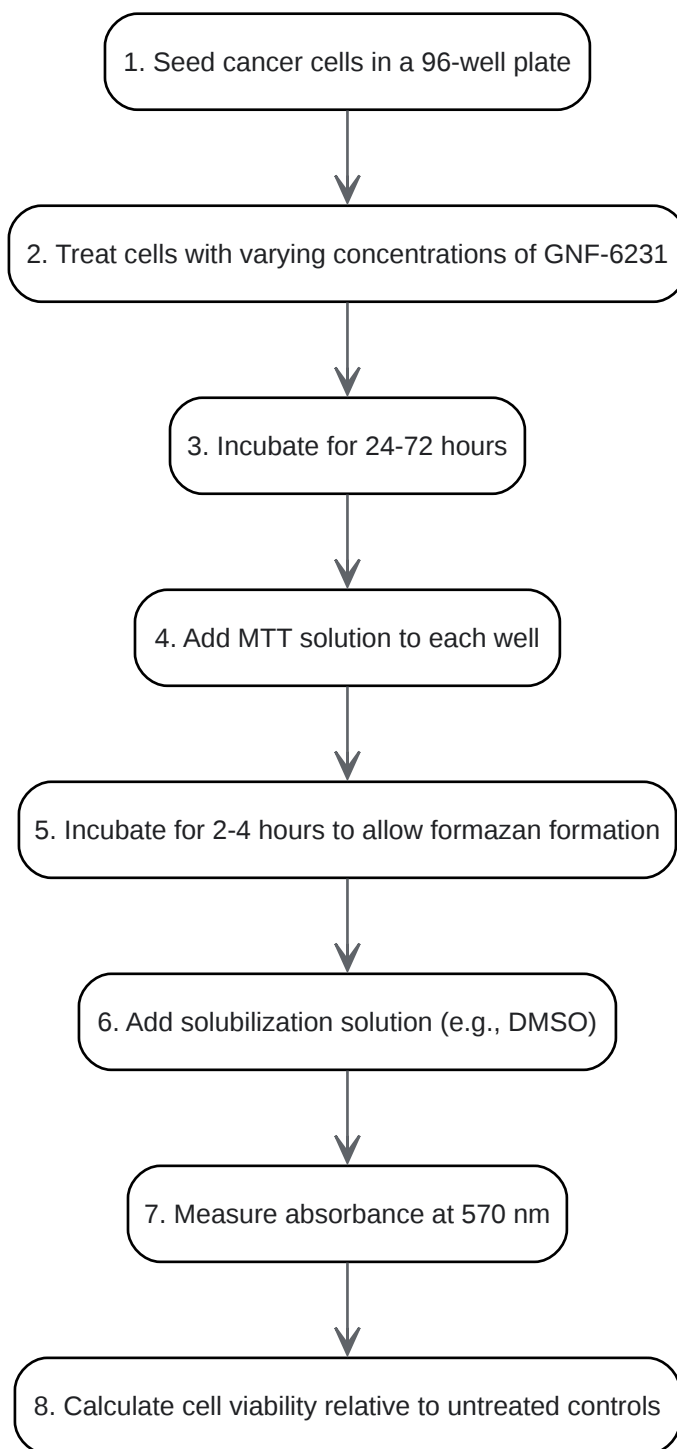 1. Seed cancer cells in a 96-well plate
2. Treat cells with varying concentrations of GNF-6231
3. Incubate for 24-72 hours
4. Add MTT solution to each well
5. Incubate for 2-4 hours to allow formazan formation
6. Add solubilization solution (e.g., DMSO)
7. Measure absorbance at 570 nm
8. Calculate cell viability relative to untreated controls